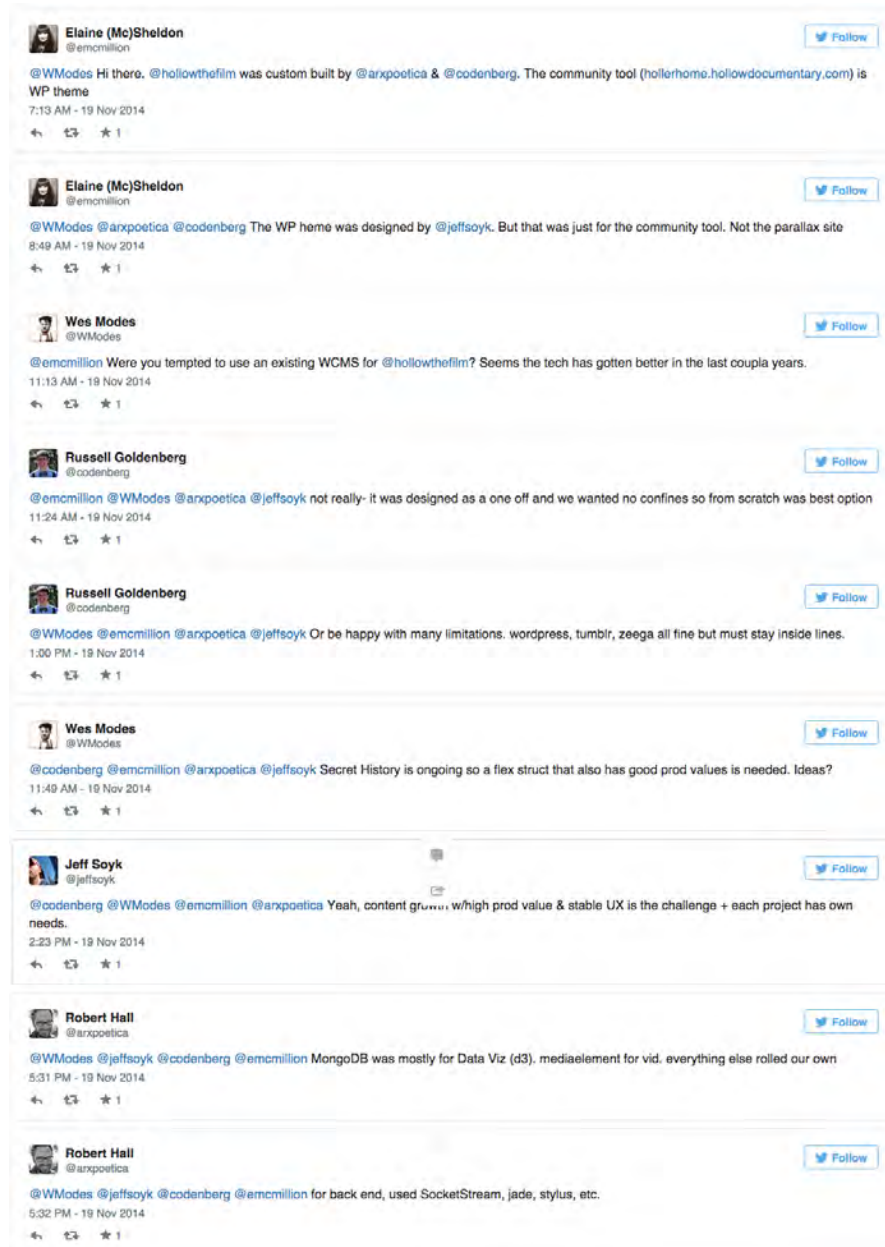 Elaine (Mc)Sheldon
@emcmillion
Follow
@WModes Hi there. @hollowthefilm was custom built by @arxpoetica & @codenberg. The community tool (hollerhome.hollowdocumentary.com) is
WP theme
7:13 AM - 19 Nov 2014
1
Elaine (Mc)Sheldon
@emcmillion
Follow
@WModes @arxpoetica @codenberg The WP heme was designed by @jeffsoyk. But that was just for the community tool. Not the parallax site
8:49 AM - 19 Nov 2014
1
Wes Modes
@WModes
Follow
@emcmillion Were you tempted to use an existing WCMS for @hollowthefilm? Seems the tech has gotten better in the last coupla years.
11:13 AM - 19 Nov 2014
1
Russell Goldenberg
@codenberg
Follow
@emcmillion @WModes @arxpoetica @jeffsoyk not really- it was designed as a one off and we wanted no confines so from scratch was best option
11:24 AM - 19 Nov 2014
1
Russell Goldenberg
@codenberg
Follow
@WModes @emcmillion @arxpoetica @jeffsoyk Or be happy with many limitations. wordpress, tumblr, zeega all fine but must stay inside lines.
1:00 PM - 19 Nov 2014
1
Wes Modes
@WModes
Follow
@codenberg @emcmillion @arxpoetica @jeffsoyk Secret History is ongoing so a flex struct that also has good prod values is needed. Ideas?
11:49 AM - 19 Nov 2014
1
Jeff Soyk
@jeffsoyk
Follow
@codenberg @WModes @emcmillion @arxpoetica Yeah, content growth w/high prod value & stable UX is the challenge + each project has own
needs.
2:23 PM - 19 Nov 2014
1
Robert Hall
@arxpoetica
Follow
@WModes @jeffsoyk @codenberg @emcmillion MongoDB was mostly for Data Viz (d3). mediaelement for vid. everything else rolled our own
5:31 PM - 19 Nov 2014
1
Robert Hall
@arxpoetica
Follow
@WModes @jeffsoyk @codenberg @emcmillion for back end, used SocketStream, jade, stylus, etc.
5:32 PM - 19 Nov 2014
1